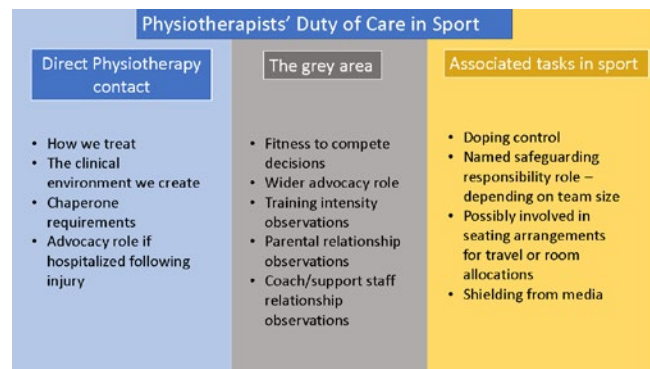 Physiotherapists' Duty of Care in Sport
Direct Physiotherapy
contact
• How we treat
• The clinical
environment we create
• Chaperone
requirements
• Advocacy role if
hospitalized following
injury
The grey area
• Fitness to compete
decisions
• Wider advocacy role
• Training intensity
observations
• Parental relationship
observations
• Coach/support staff
relationship
observations
Associated tasks in sport
• Doping control
• Named safeguarding
responsibility role –
depending on team size
• Possibly involved in
seating arrangements
for travel or room
allocations
• Shielding from media